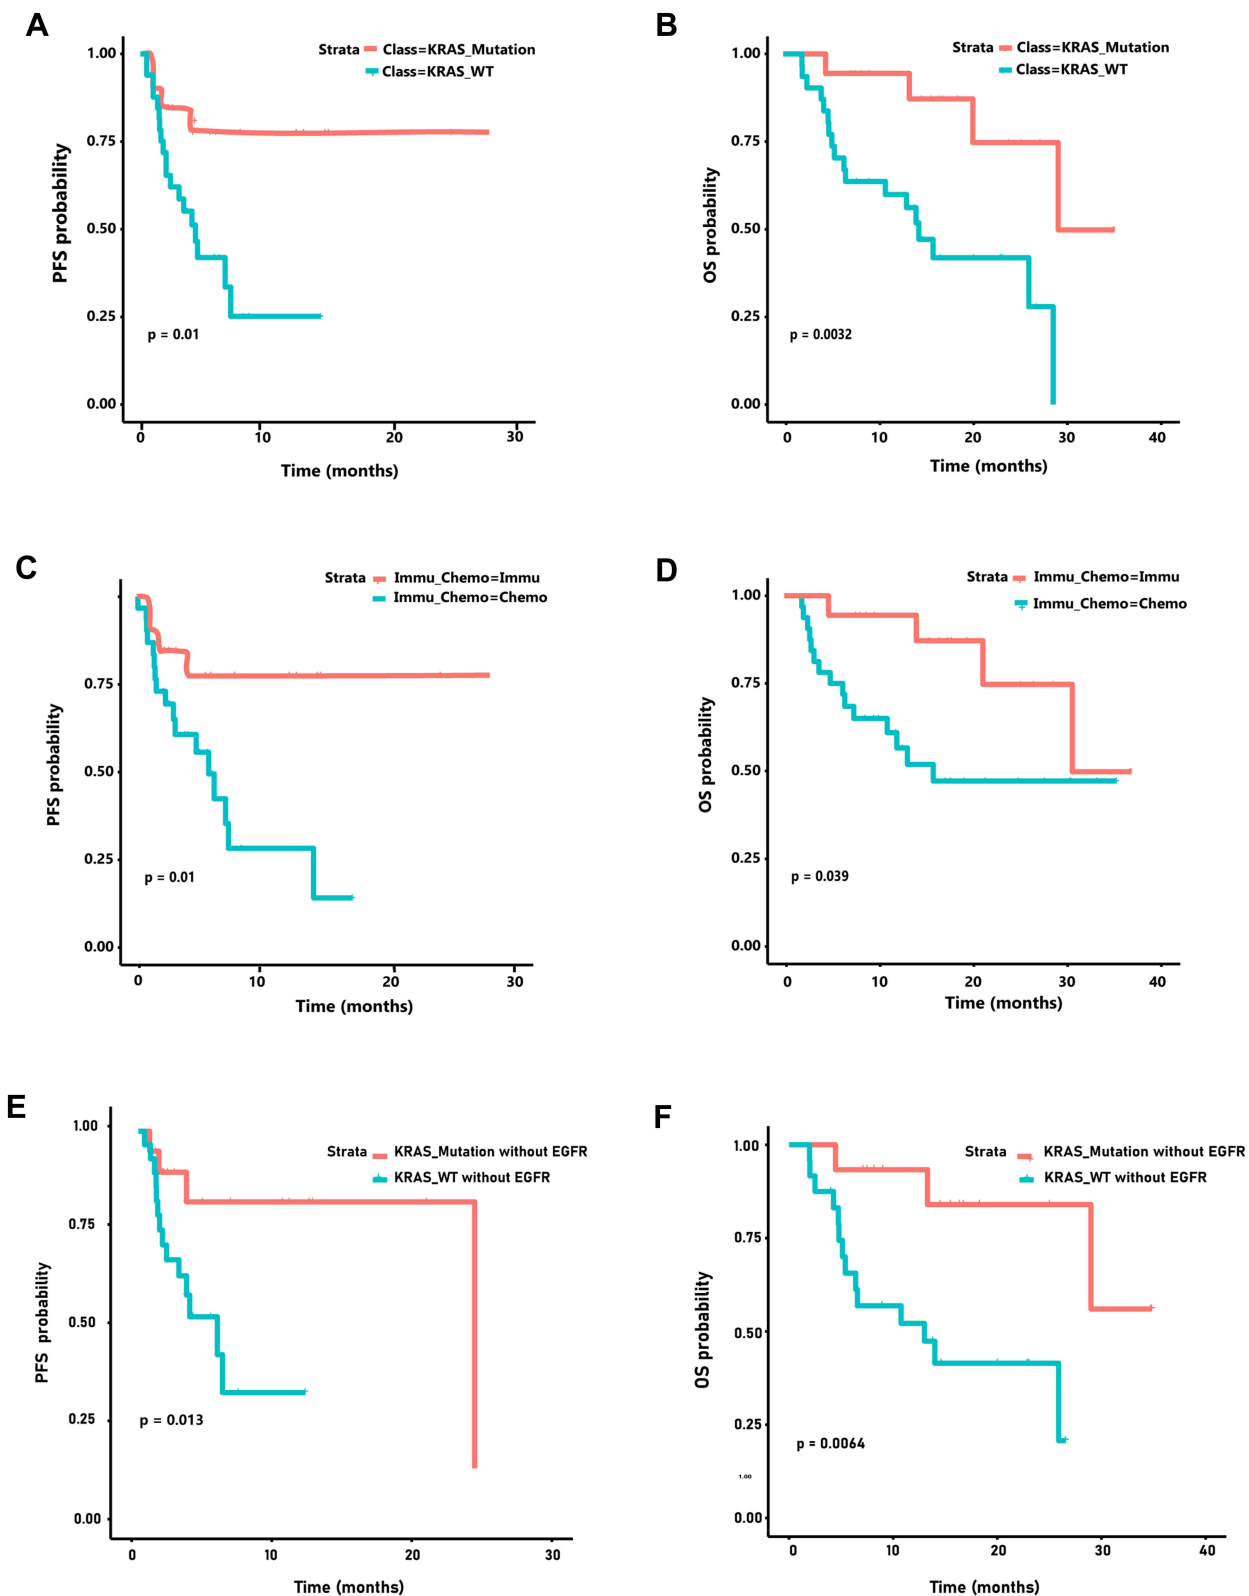 A
Strata Class=KRAS_Mutation
Class=KRAS_WT
1.00
0.75
0.50
0.25
0.00
PFS probability
p = 0.01
0 10 20 30
Time (months)
B
Strata Class=KRAS_Mutation
Class=KRAS_WT
1.00
0.75
0.50
0.25
0.00
OS probability
p = 0.0032
0 10 20 30 40
Time (months)
C
Strata Immu_Chemo=Immu
Immu_Chemo=Chemo
0.75
0.50
0.25
0.00
PFS probability
p = 0.01
0 10 20 30
Time (months)
D
Strata Immu_Chemo=Immu
Immu_Chemo=Chemo
1.00
0.75
0.50
0.25
0.00
OS probability
p = 0.039
0 10 20 30 40
Time (months)
E
Strata KRAS_Mutation without EGFR
KRAS_WT without EGFR
1.00
0.75
0.50
0.25
0.00
PFS probability
p = 0.013
0 10 20 30
Time (months)
F
Strata KRAS_Mutation without EGFR
KRAS_WT without EGFR
1.00
0.75
0.50
0.25
0.00
OS probability
p = 0.0064
1.00
0 10 20 30 40
Time (months)